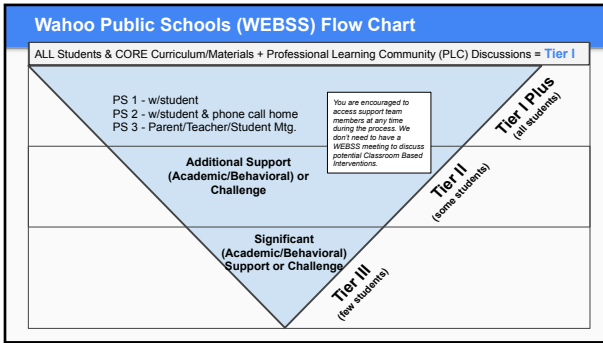 Wahoo Public Schools (WEBSS) Flow Chart
ALL Students & CORE Curriculum/Materials + Professional Learning Community (PLC) Discussions = Tier I
PS 1 - w/student
PS 2 - w/student & phone call home
PS 3 - Parent/Teacher/Student Mtg.
You are encouraged to
access support team
members at any time
during the process. We
don't need to have a
WEBSS meeting to discuss
potential Classroom Based
Interventions.
Tier I Plus
(all students)
Additional Support
(Academic/Behavioral) or
Challenge
Tier II
(some students)
Significant
(Academic/Behavioral)
Support or Challenge
Tier III
(few students)